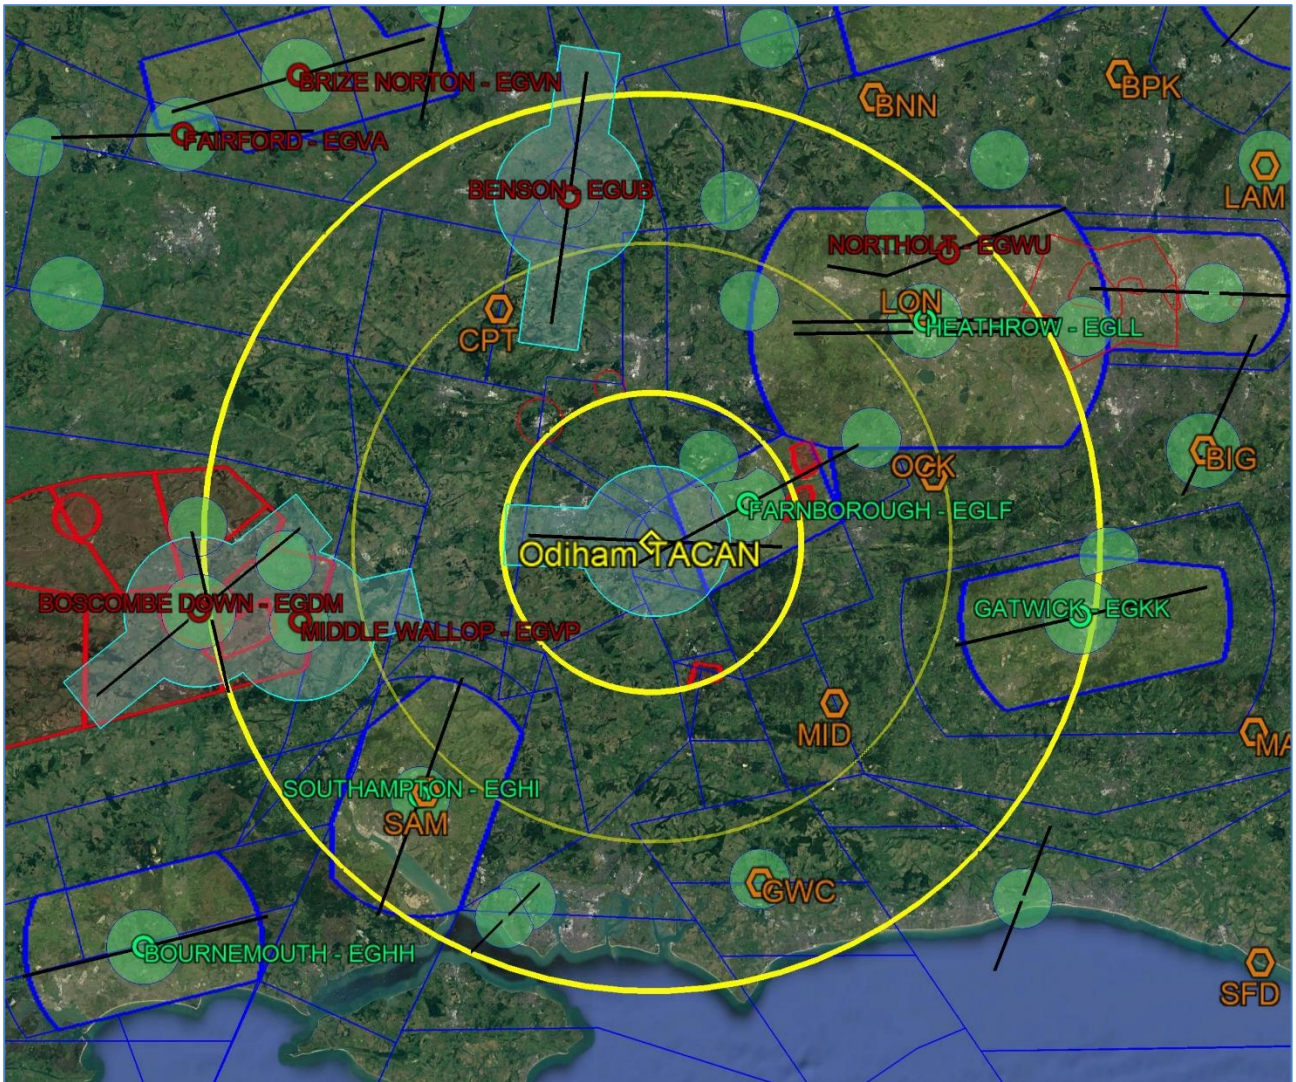 BNN
BPK
BRIZE NORTON - EGVN
FAIRFORD - EGVA
LAM
BENSON - EGUB
NORTHOLT - EGWU
LON
HEATHROW - EGLL
CPT
BIG
OCK
FARNBOROUGH - EGLF
Odiham TACAN
BOSCOMBE DOWN - EGDM
GATWICK - EGKK
MIDDLE WALLOP - EGVP
MID
MA
SOUTHAMPTON - EGHI
SAM
GWC
BOURNEMOUTH - EGHH
SFD